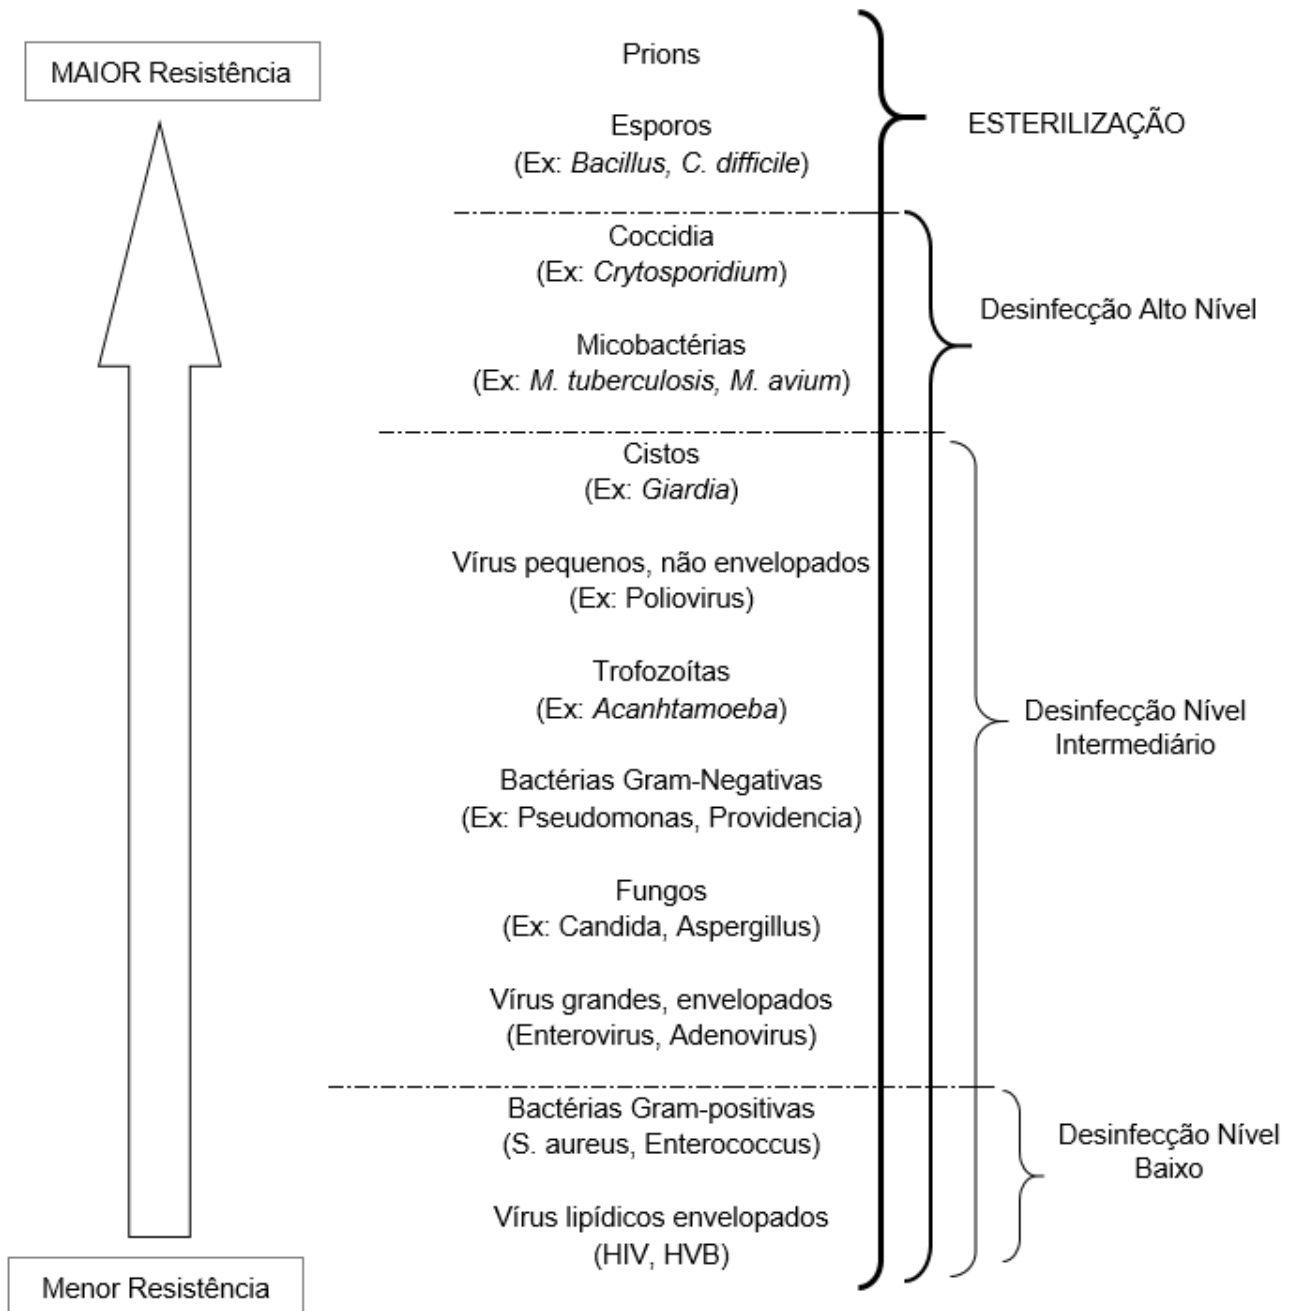 MAIOR Resistência
Prions
ESTERILIZAÇÃO
Esporos
(Ex: Bacillus, C. difficile)
Coccidia
(Ex: Crytosporidium)
Desinfecção Alto Nível
Micobactérias
(Ex: M. tuberculosis, M. avium)
Cistos
(Ex: Giardia)
Vírus pequenos, não envelopados
(Ex: Poliovirus)
Trofozoítas
(Ex: Acanhtamoeba)
Desinfecção Nível
Intermediário
Bactérias Gram-Negativas
(Ex: Pseudomonas, Providencia)
Fungos
(Ex: Candida, Aspergillus)
Vírus grandes, envelopados
(Enterovirus, Adenovirus)
Bactérias Gram-positivas
(S. aureus, Enterococcus)
Desinfecção Nível
Baixo
Vírus lipídicos envelopados
(HIV, HVB)
Menor Resistência